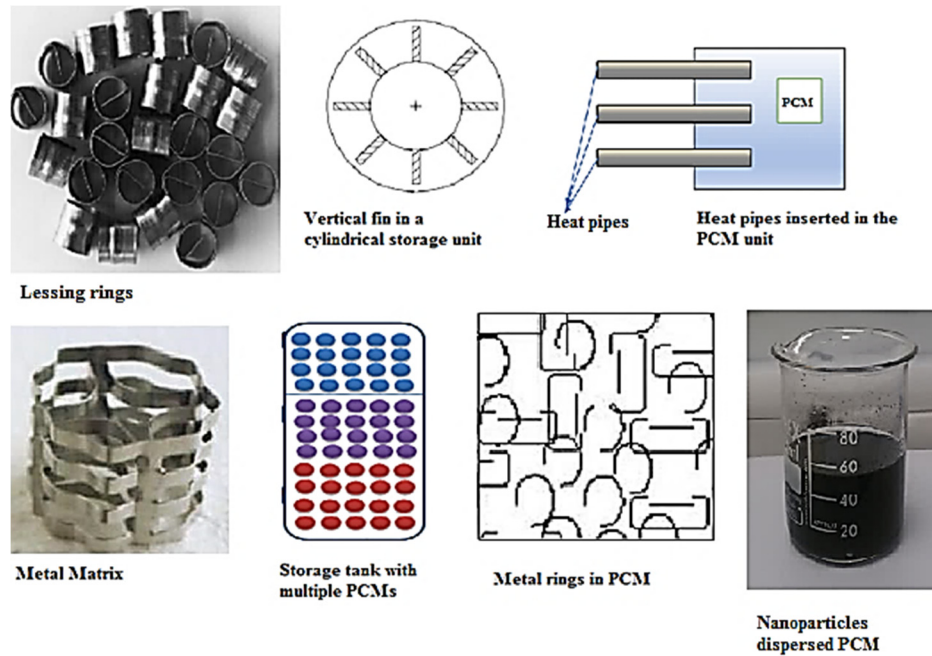 PCM
Vertical fin in a
cylindrical storage unit
Heat pipes
Heat pipes inserted in the
PCM unit
Lessing rings
80
60
40
20
Metal Matrix
Storage tank with
multiple PCMs
Metal rings in PCM
Nanoparticles
dispersed PCM